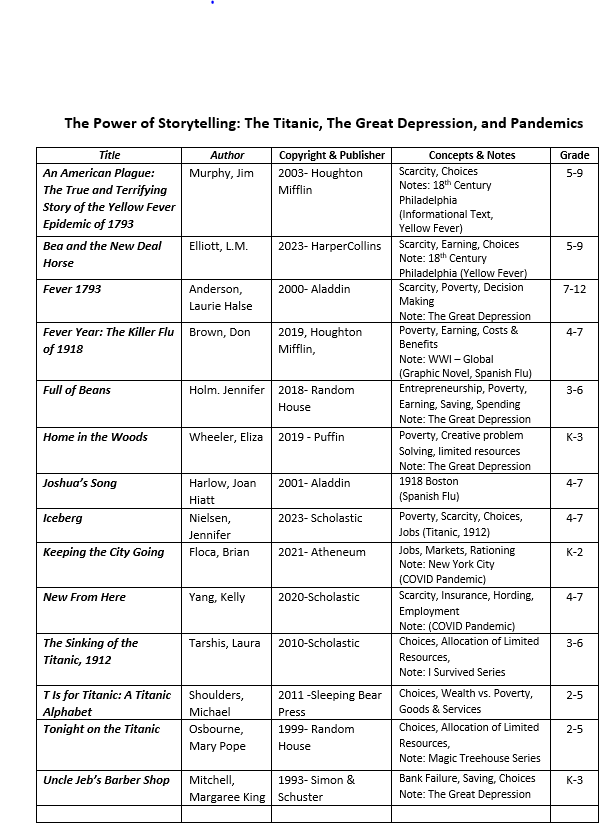 The Power of Storytelling: The Titanic, The Great Depression, and Pandemics
Title Author Copyright & Publisher Concepts & Notes Grade
An American Plague:
The True and Terrifying
Story of the Yellow Fever
Epidemic of 1793
Murphy, Jim
2003- Houghton
Mifflin
Scarcity, Choices
Notes: 18th Century
Philadelphia
(Informational Text,
Yellow Fever)
5-9
Bea and the New Deal
Horse
Elliott, L.M.
2023- HarperCollins
Scarcity, Earning, Choices
Note: 18th Century
Philadelphia (Yellow Fever)
5-9
Fever 1793
Anderson,
Laurie Halse
2000- Aladdin
Scarcity, Poverty, Decision
Making
Note: The Great Depression
7-12
Fever Year: The Killer Flu
of 1918
Brown, Don
2019, Houghton
Mifflin,
Poverty, Earning, Costs &
Benefits
Note: WWI – Global
(Graphic Novel, Spanish Flu)
4-7
Full of Beans
Holm. Jennifer
2018- Random
House
Entrepreneurship, Poverty,
Earning, Saving, Spending
Note: The Great Depression
3-6
Home in the Woods
Wheeler, Eliza
2019 - Puffin
Poverty, Creative problem
Solving, limited resources
Note: The Great Depression
K-3
Joshua's Song
Harlow, Joan
Hiatt
2001- Aladdin
1918 Boston
(Spanish Flu)
4-7
Iceberg
Nielsen,
Jennifer
2023- Scholastic
Poverty, Scarcity, Choices,
Jobs (Titanic, 1912)
4-7
Keeping the City Going
Floca, Brian
2021- Atheneum
Jobs, Markets, Rationing
Note: New York City
(COVID Pandemic)
K-2
New From Here
Yang, Kelly
2020-Scholastic
Scarcity, Insurance, Hording,
Employment
Note: (COVID Pandemic)
4-7
The Sinking of the
Titanic, 1912
Tarshis, Laura
2010-Scholastic
Choices, Allocation of Limited
Resources,
Note: I Survived Series
3-6
T Is for Titanic: A Titanic
Alphabet
Shoulders,
Michael
2011 -Sleeping Bear
Press
Choices, Wealth vs. Poverty,
Goods & Services
2-5
Tonight on the Titanic
Osbourne,
Mary Pope
1999- Random
House
Choices, Allocation of Limited
Resources,
Note: Magic Treehouse Series
2-5
Uncle Jeb's Barber Shop
Mitchell,
Margaree King
1993- Simon &
Schuster
Bank Failure, Saving, Choices
Note: The Great Depression
K-3